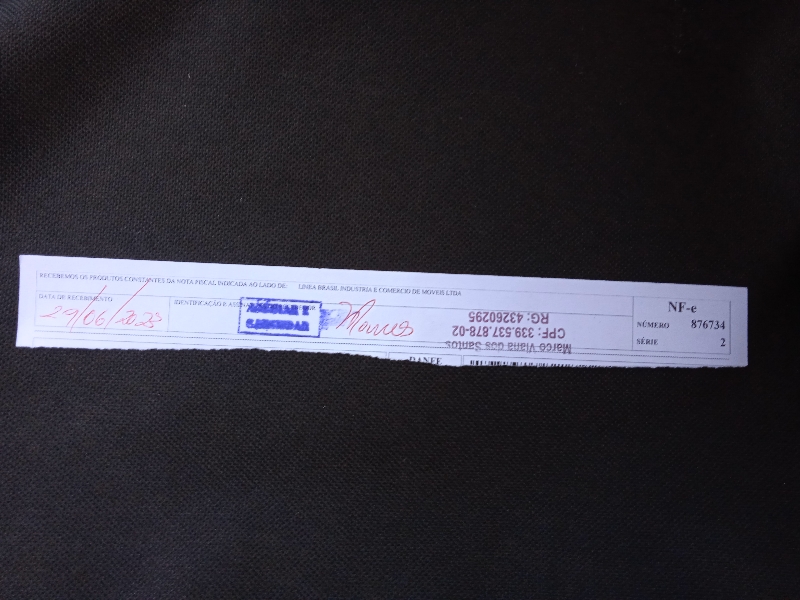 RECEBEMOS OS PRODUTOS CONSTANTES DA NOTA FISCAL INDICADA AO LADO DE: LINEA BRASIL INDUSTRIA E COMERCIO DE MOVEIS LTDA
DATA DE RECEBIMENTO
29/06/2023
IDENTIFICAÇÃO E
Marco Viana dos Santos
CPF: 339.537.878-02
RG: 43260295
NF-e
NÚMERO 876734
SÉRIE 2
DANFE